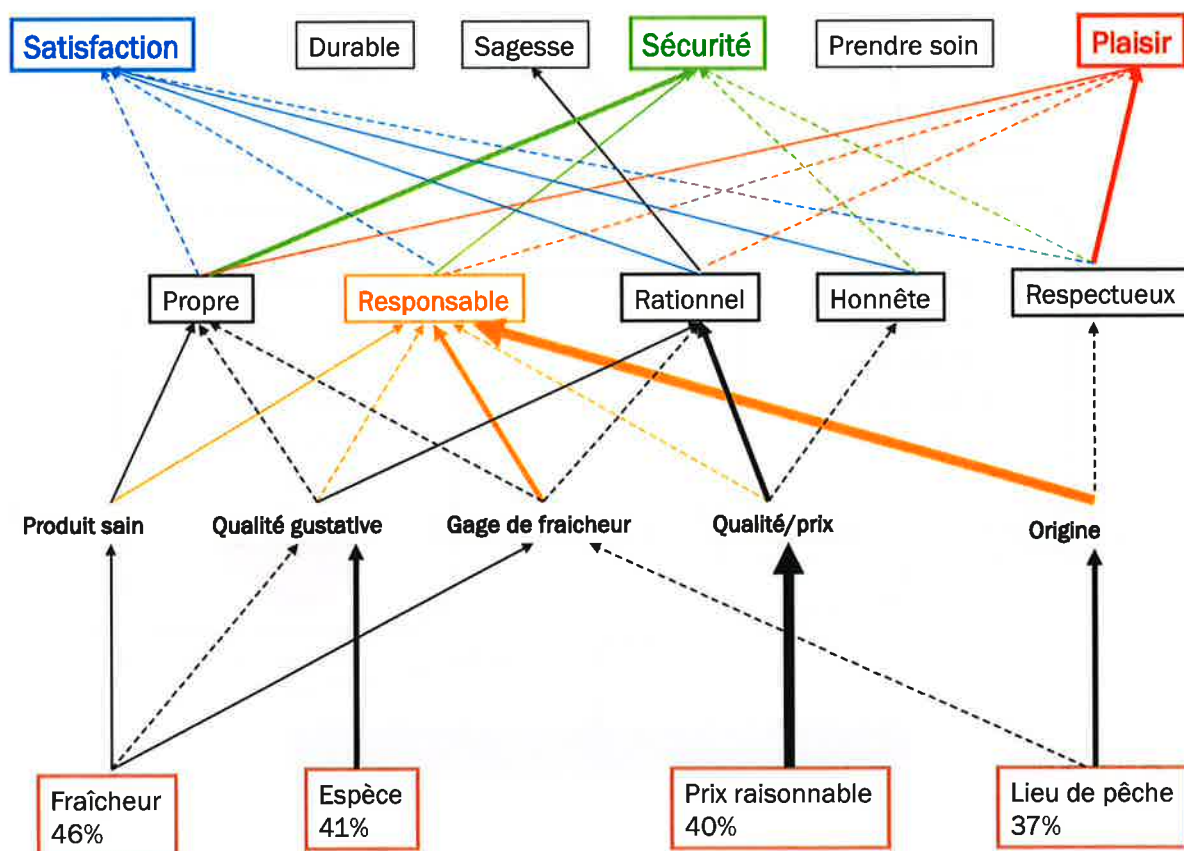 Satisfaction
Durable
Sagesse
Sécurité
Prendre soin
Plaisir
Propre
Responsable
Rationnel
Honnête
Respectueux
Produit sain
Qualité gustative
Gage de fraicheur
Qualité/prix
Origine
Fraîcheur
46%
Espèce
41%
Prix raisonnable
40%
Lieu de pêche
37%